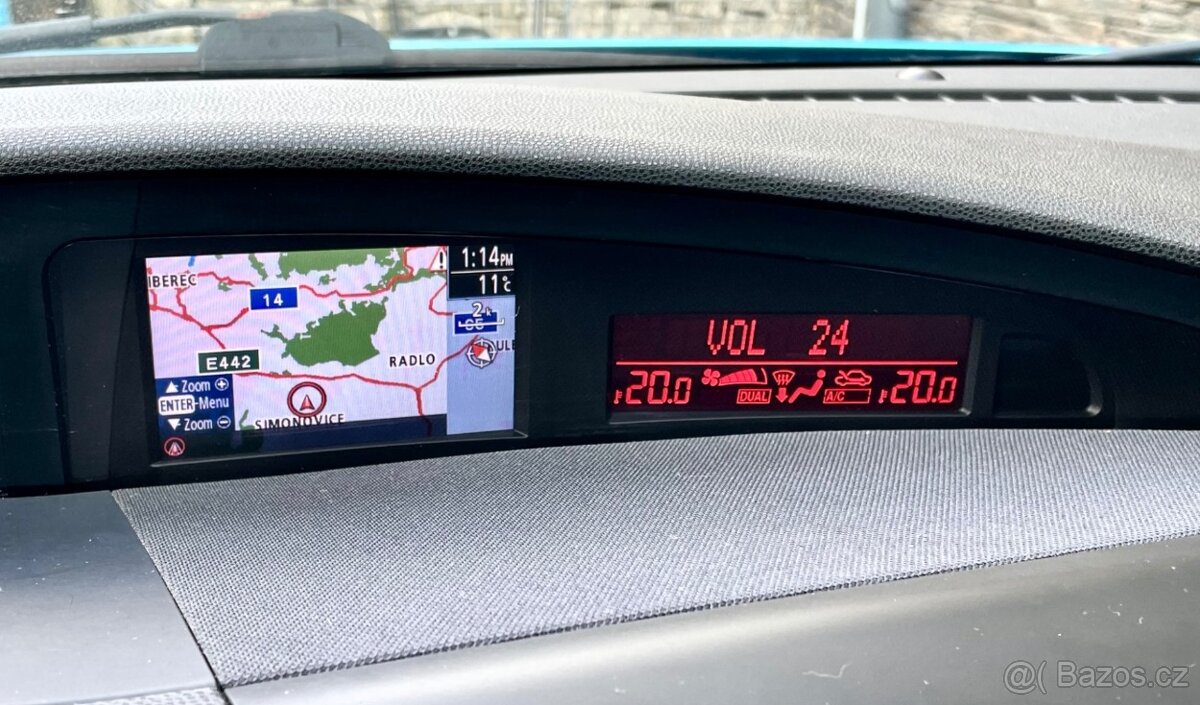 IBEREC
14
E442
RADLO
SIMONOVICE
Zoom
ENTER-Menu
Zoom
1:14PM
11°C
2k
VOL 24
20.0
DUAL
A/C
20.0
@( Bazos.cz